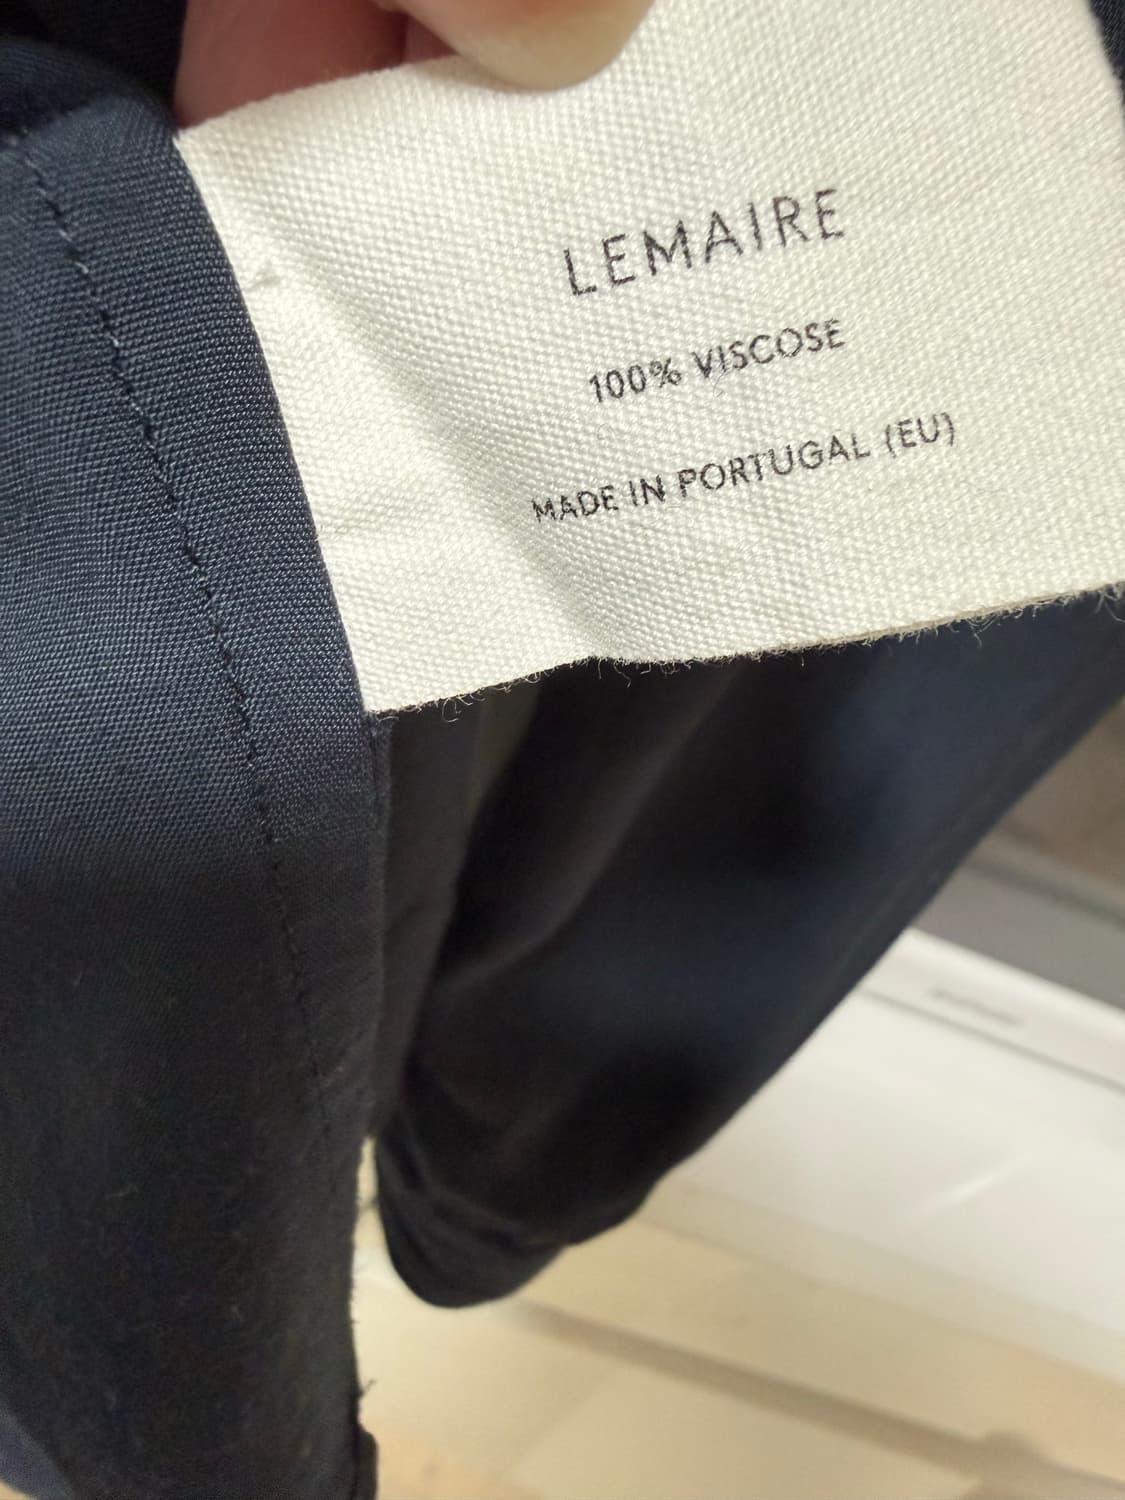 LEMAIRE
100% VISCOSE
MADE IN PORTUGAL (EU)